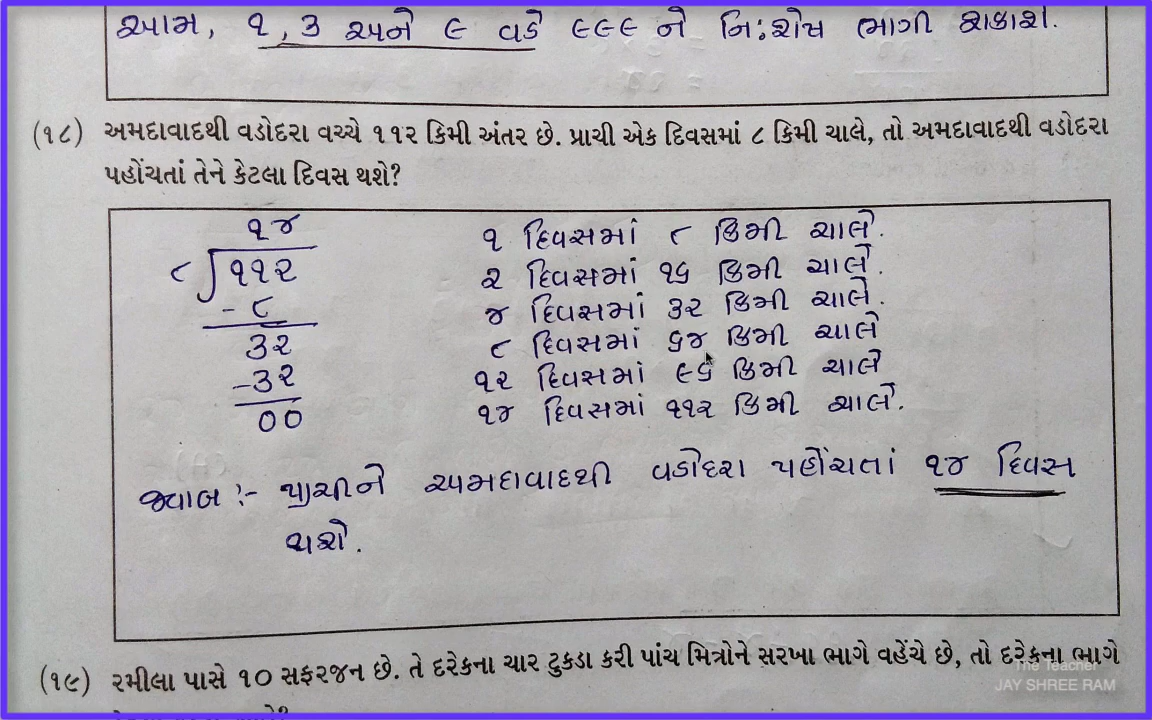 આમ, ૧, ૩ અને ૯ વડે ૯૯૯ ને નિ:શેષ ભાગી શકાશે.
(૧૮) અમદાવાદથી વડોદરા વચ્ચે ૧૧૨ કિમી અંતર છે. પ્રાચી એક દિવસમાં ૮ કિમી ચાલે, તો અમદાવાદથી વડોદરા
પહોંચતાં તેને કેટલા દિવસ થશે?
૧૪
૮ ૧૧૨
-૮
૩૨
-૩૨
૦૦
૧ દિવસમાં ૮ કિમી ચાલે.
૨ દિવસમાં ૧૬ કિમી ચાલે.
૪ દિવસમાં ૩૨ કિમી ચાલે.
૮ દિવસમાં ૬૪ કિમી ચાલે
૧૨ દિવસમાં ૯૬ કિમી ચાલે
૧૪ દિવસમાં ૧૧૨ કિમી ચાલે.
જવાબ :- પ્રાચીને અમદાવાદથી વડોદરા પહોંચતાં ૧૪ દિવસ
થશે.
(૧૯) રમીલા પાસે ૧૦ સફરજન છે. તે દરેકના ચાર ટુકડા કરી પાંચ મિત્રોને સરખા ભાગે વહેંચે છે, તો દરેકના ભાગે
The Teacher
JAY SHREE RAM